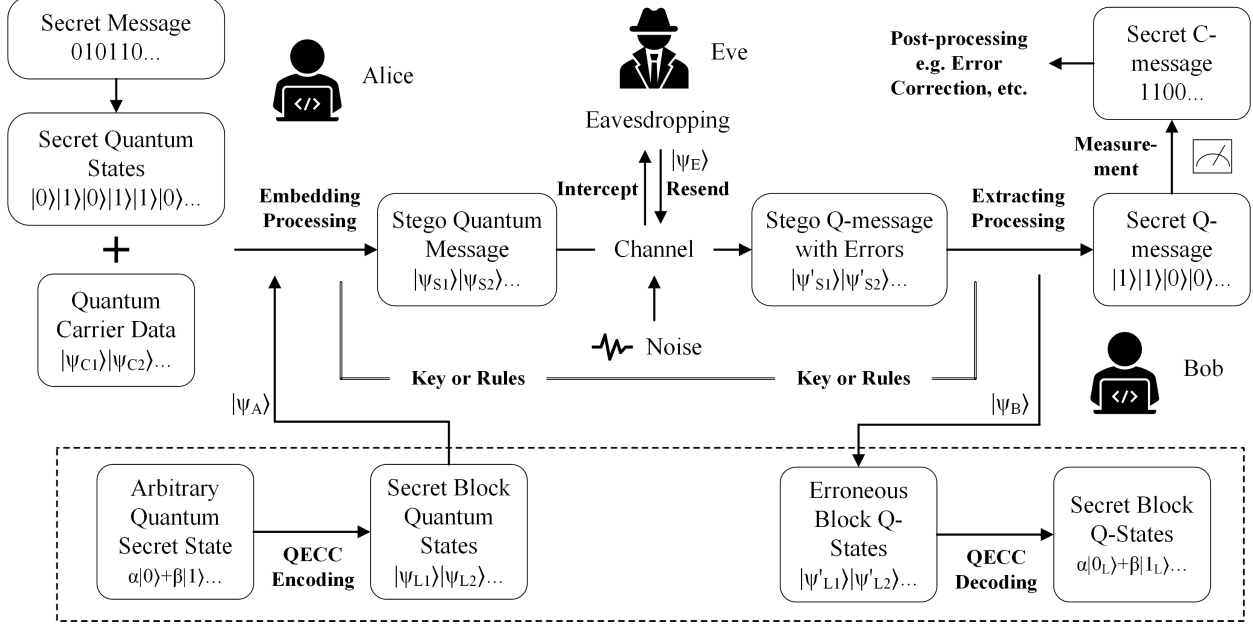 Secret Message
010110...
Alice
Eve
Eavesdropping
Post-processing
e.g. Error
Correction, etc.
Secret C-
message
1100...
Secret Quantum
States
|0⟩|1⟩|0⟩|1⟩|1⟩|0⟩...
+
Quantum
Carrier Data
|ψC1⟩|ψC2⟩...
Embedding
Processing
Stego Quantum
Message
|ψS1⟩|ψS2⟩...
Intercept
|ψE⟩
Resend
Channel
Noise
Stego Q-message
with Errors
|ψ'S1⟩|ψ'S2⟩...
Extracting
Processing
Measure-
ment
Secret Q-
message
|1⟩|1⟩|0⟩|0⟩...
Bob
Key or Rules
Key or Rules
|ψA⟩
|ψB⟩
Arbitrary
Quantum
Secret State
α|0⟩+β|1⟩...
QECC
Encoding
Secret Block
Quantum
States
|ψL1⟩|ψL2⟩...
Erroneous
Block Q-
States
|ψ'L1⟩|ψ'L2⟩...
QECC
Decoding
Secret Block
Q-States
α|0L⟩+β|1L⟩...